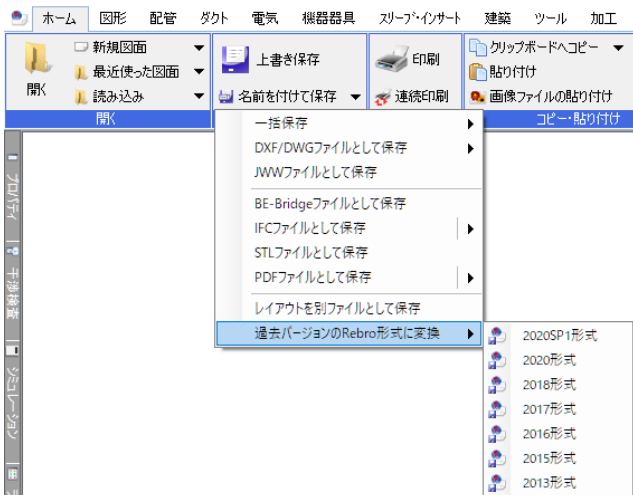 ホーム 図形 配管 ダクト 電気 機器器具 スリーブ・インサート 建築 ツール 加工
開く
新規図面
最近使った図面
読み込み
開く
上書き保存
名前を付けて保存
印刷
連続印刷
クリップボードへコピー
貼り付け
画像ファイルの貼り付け
コピー・貼り付け
一括保存
DXF/DWGファイルとして保存
JWWファイルとして保存
BE-Bridgeファイルとして保存
IFCファイルとして保存
STLファイルとして保存
PDFファイルとして保存
レイアウトを別ファイルとして保存
過去バージョンのRebro形式に変換
2020SP1形式
2020形式
2018形式
2017形式
2016形式
2015形式
2013形式
プロパティ
干渉検査
シミュレーション